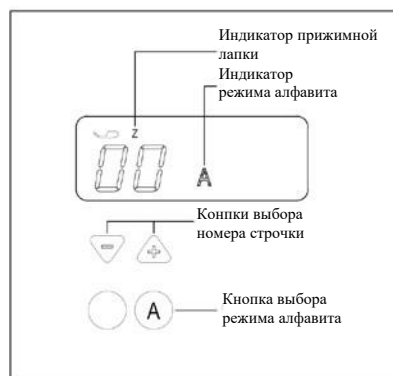 Индикатор прижимной
лапки
Индикатор
режима алфавита
Z
00
A
Конпки выбора
номера строчки
- +
A
Кнопка выбора
режима алфавита